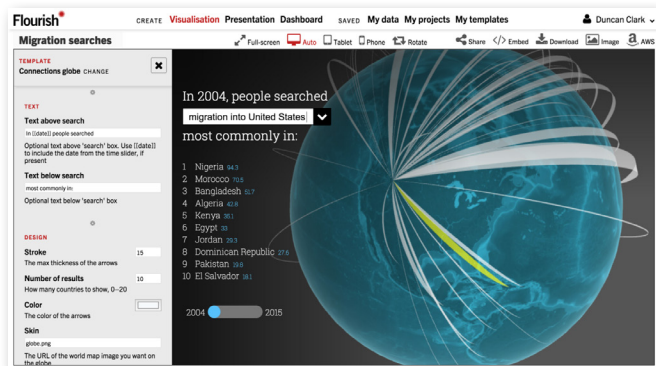 Flourish CREATE Visualisation Presentation Dashboard SAVED My data My projects My templates Duncan Clark
Migration searches Full-screen Auto Tablet Phone Rotate Share </> Embed Download Image a. AWS
TEMPLATE
Connections globe CHANGE
TEXT
Text above search
In [[date]] people searched
Optional text above 'search' box. Use [[date]]
to include the date from the time slider, if
present
Text below search
most commonly in:
Optional text below 'search' box
DESIGN
Stroke 15
The max thickness of the arrows
Number of results 10
How many countries to show, 0–20
Color
The color of the arrows
Skin
globe.png
The URL of the world map image you want on
the globe
In 2004, people searched
migration into United States
most commonly in:
1 Nigeria 94.3
2 Morocco 70.5
3 Bangladesh 51.7
4 Algeria 42.8
5 Kenya 36.1
6 Egypt 33
7 Jordan 29.3
8 Dominican Republic 27.6
9 Pakistan 19.8
10 El Salvador 18.1
2004 2015